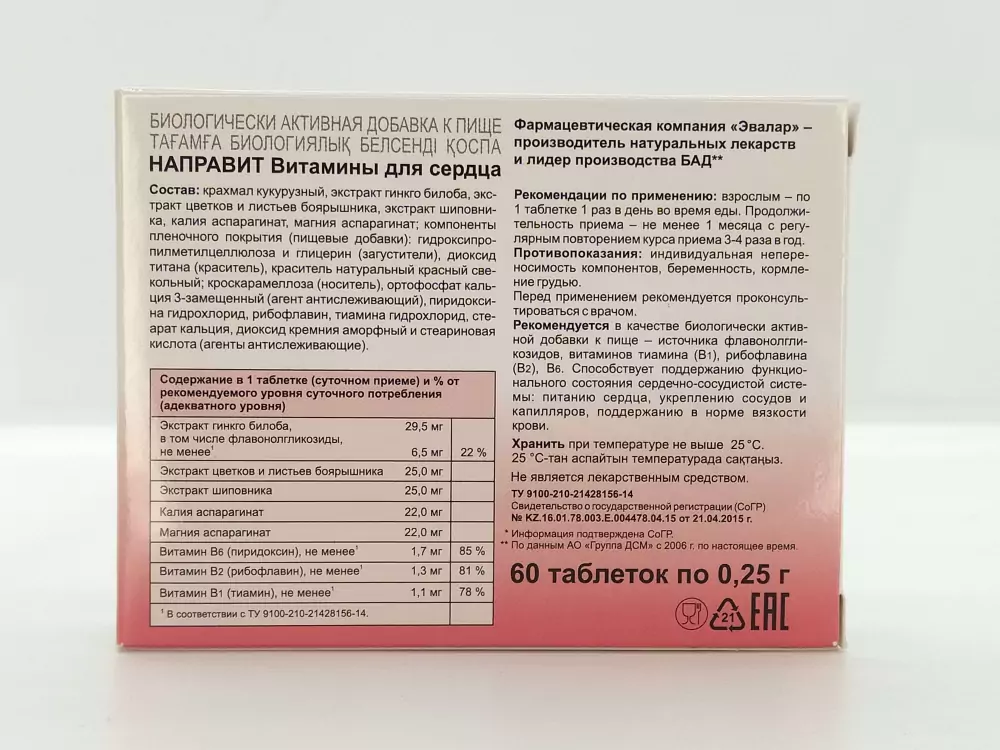 БИОЛОГИЧЕСКИ АКТИВНАЯ ДОБАВКА К ПИЩЕ
ТАҒАМҒА БИОЛОГИЯЛЫҚ БЕЛСЕНДІ ҚОСПА
НАПРАВИТ Витамины для сердца
Состав: крахмал кукурузный, экстракт гинкго билоба, экс-
тракт цветков и листьев боярышника, экстракт шиповни-
ка, калия аспарагинат, магния аспарагинат; компоненты
пленочного покрытия (пищевые добавки): гидроксипро-
пилметилцеллюлоза и глицерин (загустители), диоксид
титана (краситель), краситель натуральный красный све-
кольный; кроскарамеллоза (носитель), ортофосфат каль-
ция 3-замещенный (агент антислеживающий), пиридокси-
на гидрохлорид, рибофлавин, тиамина гидрохлорид, сте-
арат кальция, диоксид кремния аморфный и стеариновая
кислота (агенты антислеживающие).
Содержание в 1 таблетке (суточном приеме) и % от
рекомендуемого уровня суточного потребления
(адекватного уровня)
Экстракт гинкго билоба, 29,5 мг
в том числе флавонолгликозиды,
не менее¹ 6,5 мг 22 %
Экстракт цветков и листьев боярышника 25,0 мг
Экстракт шиповника 25,0 мг
Калия аспарагинат 22,0 мг
Магния аспарагинат 22,0 мг
Витамин В6 (пиридоксин), не менее¹ 1,7 мг 85 %
Витамин В2 (рибофлавин), не менее¹ 1,3 мг 81 %
Витамин В1 (тиамин), не менее¹ 1,1 мг 78 %
¹ В соответствии с ТУ 9100-210-21428156-14.
Фармацевтическая компания «Эвалар» –
производитель натуральных лекарств
и лидер производства БАД**
Рекомендации по применению: взрослым – по
1 таблетке 1 раз в день во время еды. Продолжи-
тельность приема – не менее 1 месяца с регу-
лярным повторением курса приема 3-4 раза в год.
Противопоказания: индивидуальная непере-
носимость компонентов, беременность, кормле-
ние грудью.
Перед применением рекомендуется проконсуль-
тироваться с врачом.
Рекомендуется в качестве биологически актив-
ной добавки к пище – источника флавонолгли-
козидов, витаминов тиамина (В1), рибофлавина
(В2), В6. Способствует поддержанию функцио-
нального состояния сердечно-сосудистой систе-
мы: питанию сердца, укреплению сосудов и
капилляров, поддержанию в норме вязкости
крови.
Хранить при температуре не выше 25 °С.
25 °С-тан аспайтын температурада сақтаңыз.
Не является лекарственным средством.
ТУ 9100-210-21428156-14
Свидетельство о государственной регистрации (СоГР)
№ KZ.16.01.78.003.Е.004478.04.15 от 21.04.2015 г.
* Информация подтверждена СоГР.
** По данным АО «Группа ДСМ» с 2006 г. по настоящее время.
60 таблеток по 0,25 г
21 ЕАС